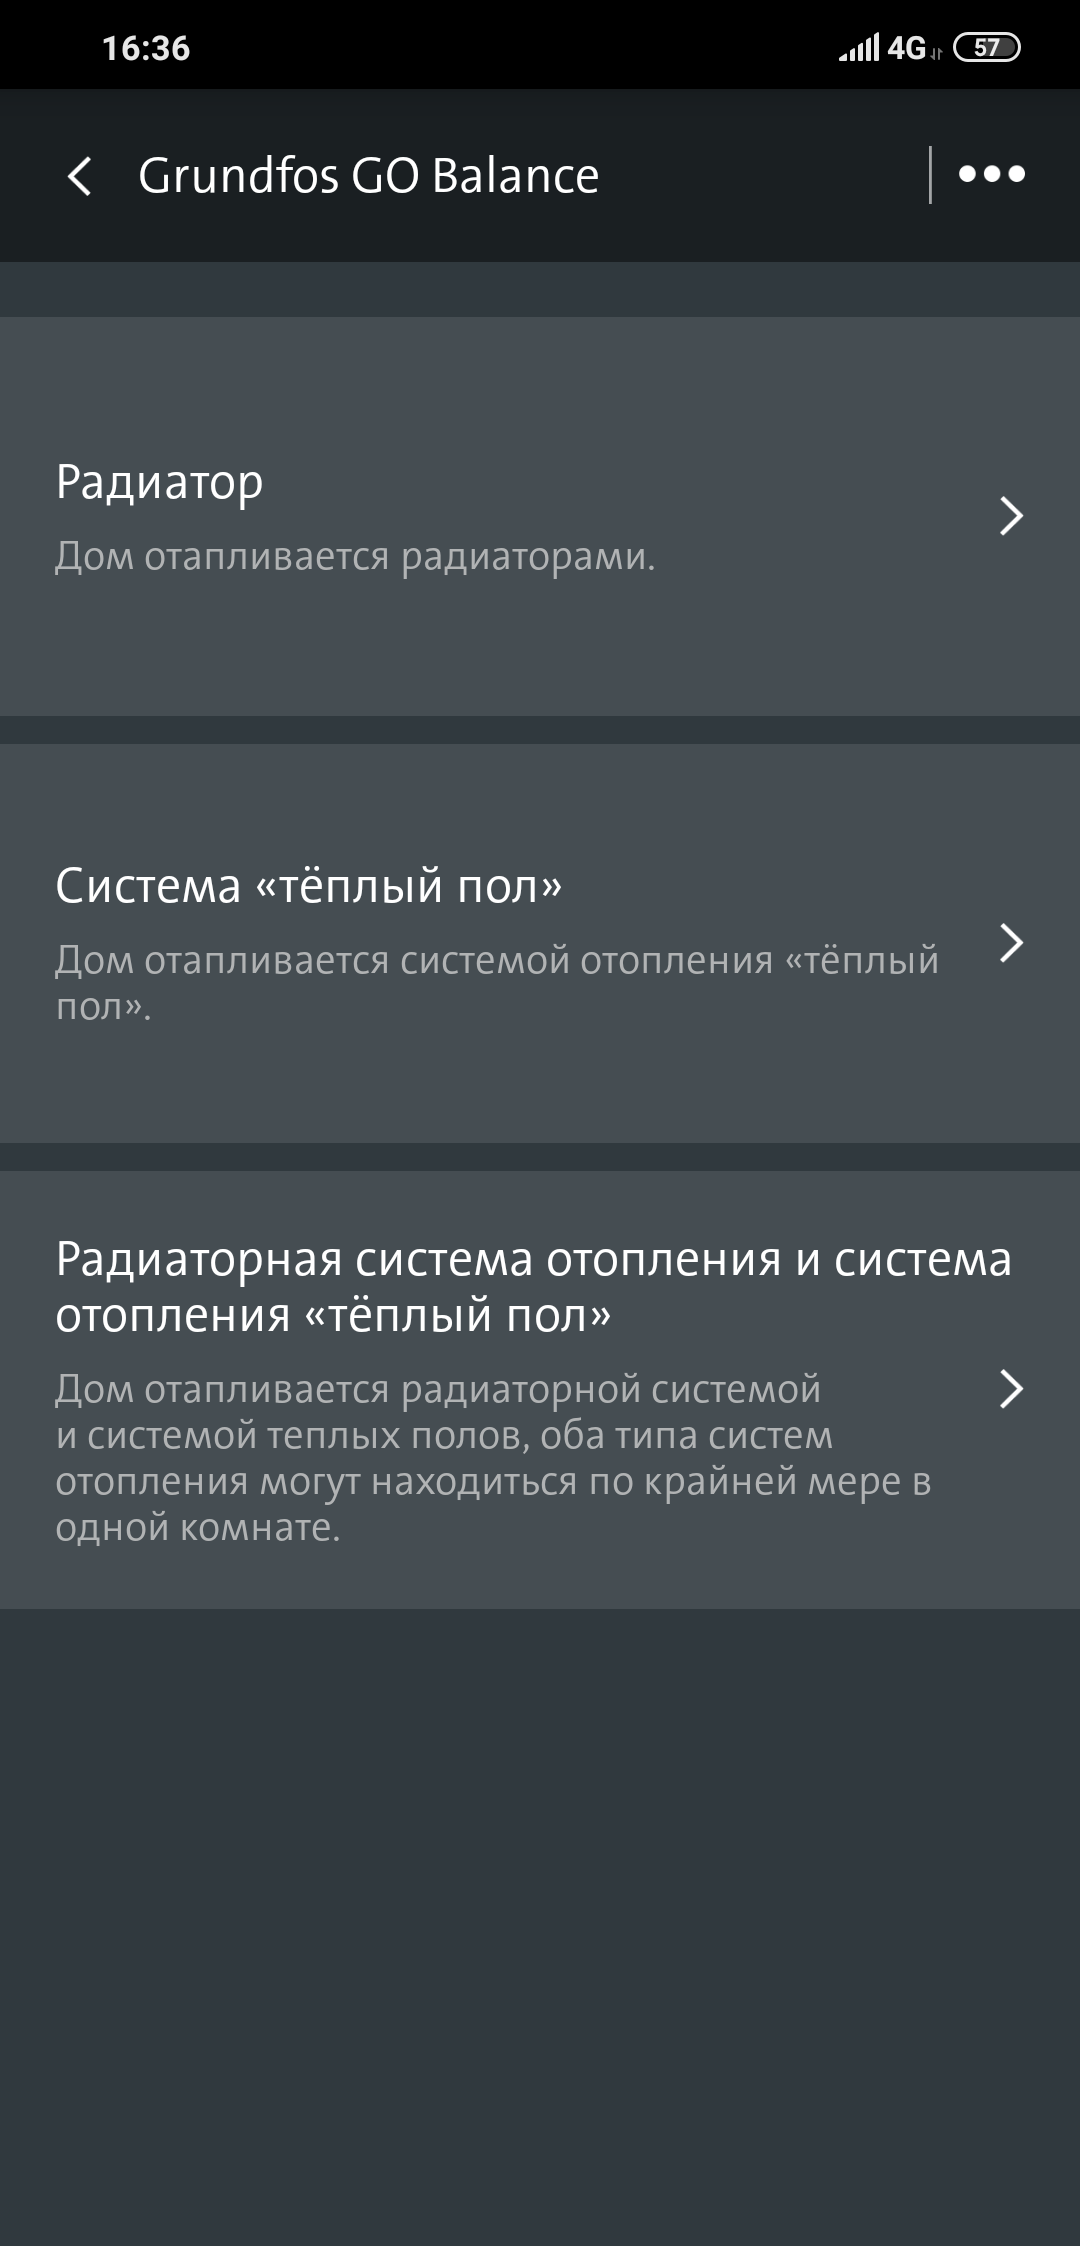 16:36
4G 57
Grundfos GO Balance
Радиатор
Дом отапливается радиаторами.
Система «тёплый пол»
Дом отапливается системой отопления «тёплый
пол».
Радиаторная система отопления и система
отопления «тёплый пол»
Дом отапливается радиаторной системой
и системой теплых полов, оба типа систем
отопления могут находиться по крайней мере в
одной комнате.